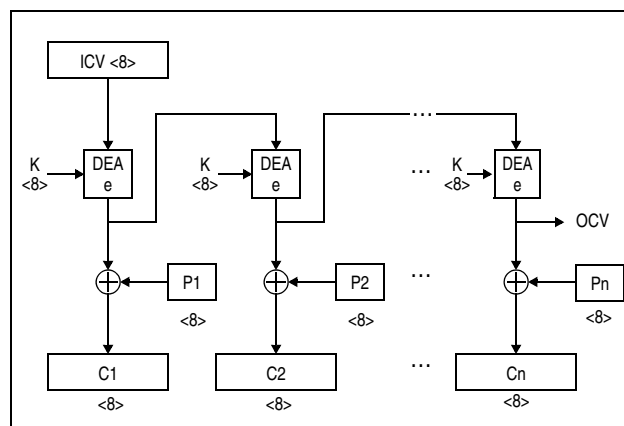 ICV <8>
...
K
<8>
DEA
e
K
<8>
DEA
e
...
K
<8>
DEA
e
OCV
P1
<8>
P2
<8>
...
Pn
<8>
C1
<8>
C2
<8>
...
Cn
<8>